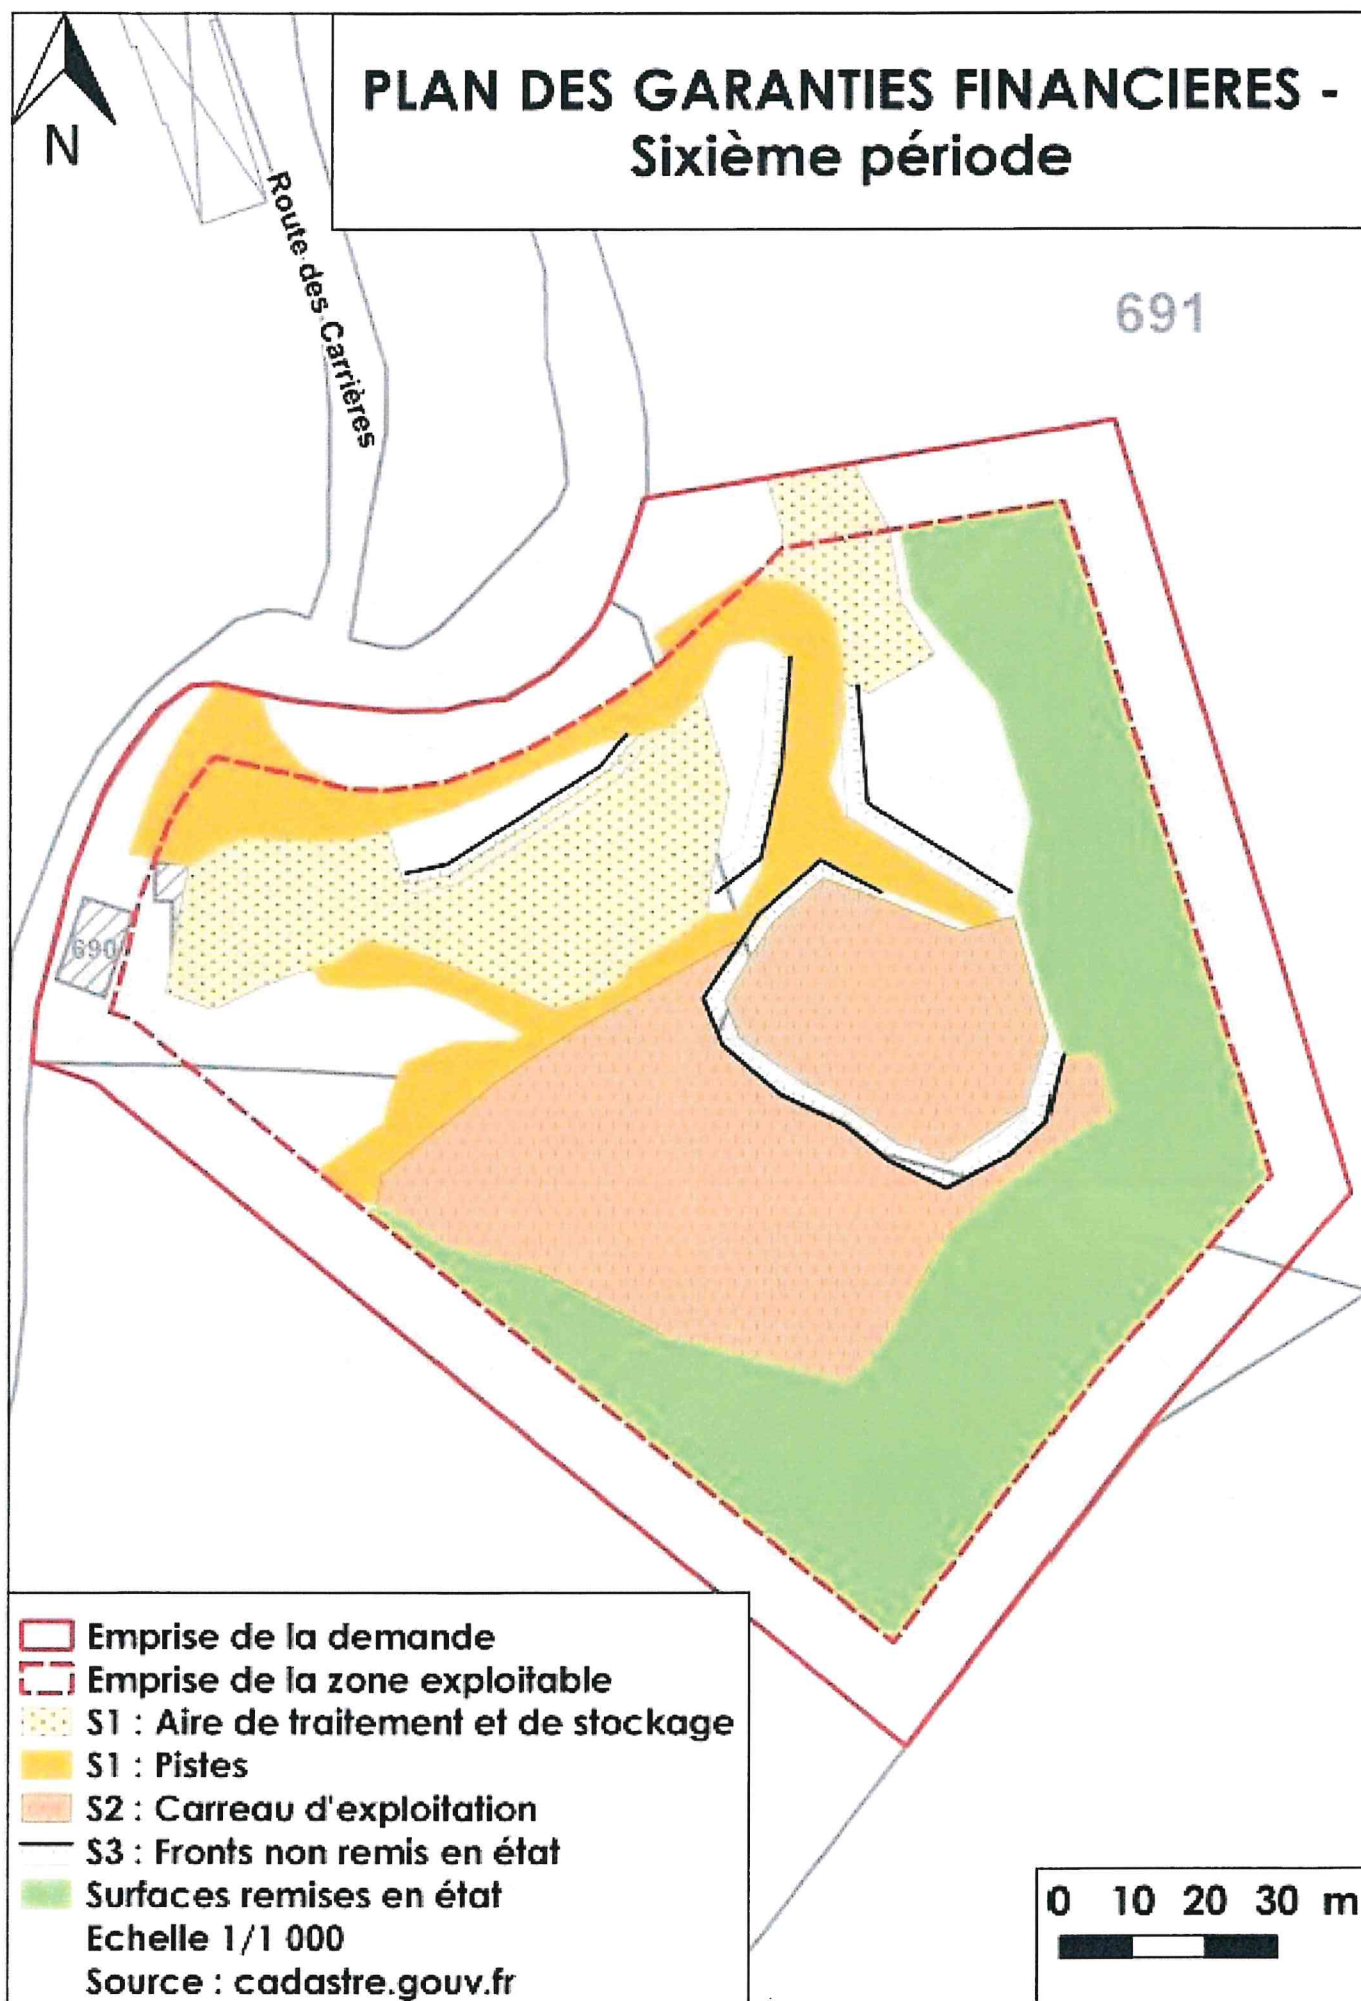 PLAN DES GARANTIES FINANCIERES -
Sixième période
N
Route des Carrières
691
690
Emprise de la demande
Emprise de la zone exploitable
S1 : Aire de traitement et de stockage
S1 : Pistes
S2 : Carreau d'exploitation
S3 : Fronts non remis en état
Surfaces remises en état
Echelle 1/1 000
Source : cadastre.gouv.fr
0 10 20 30 m